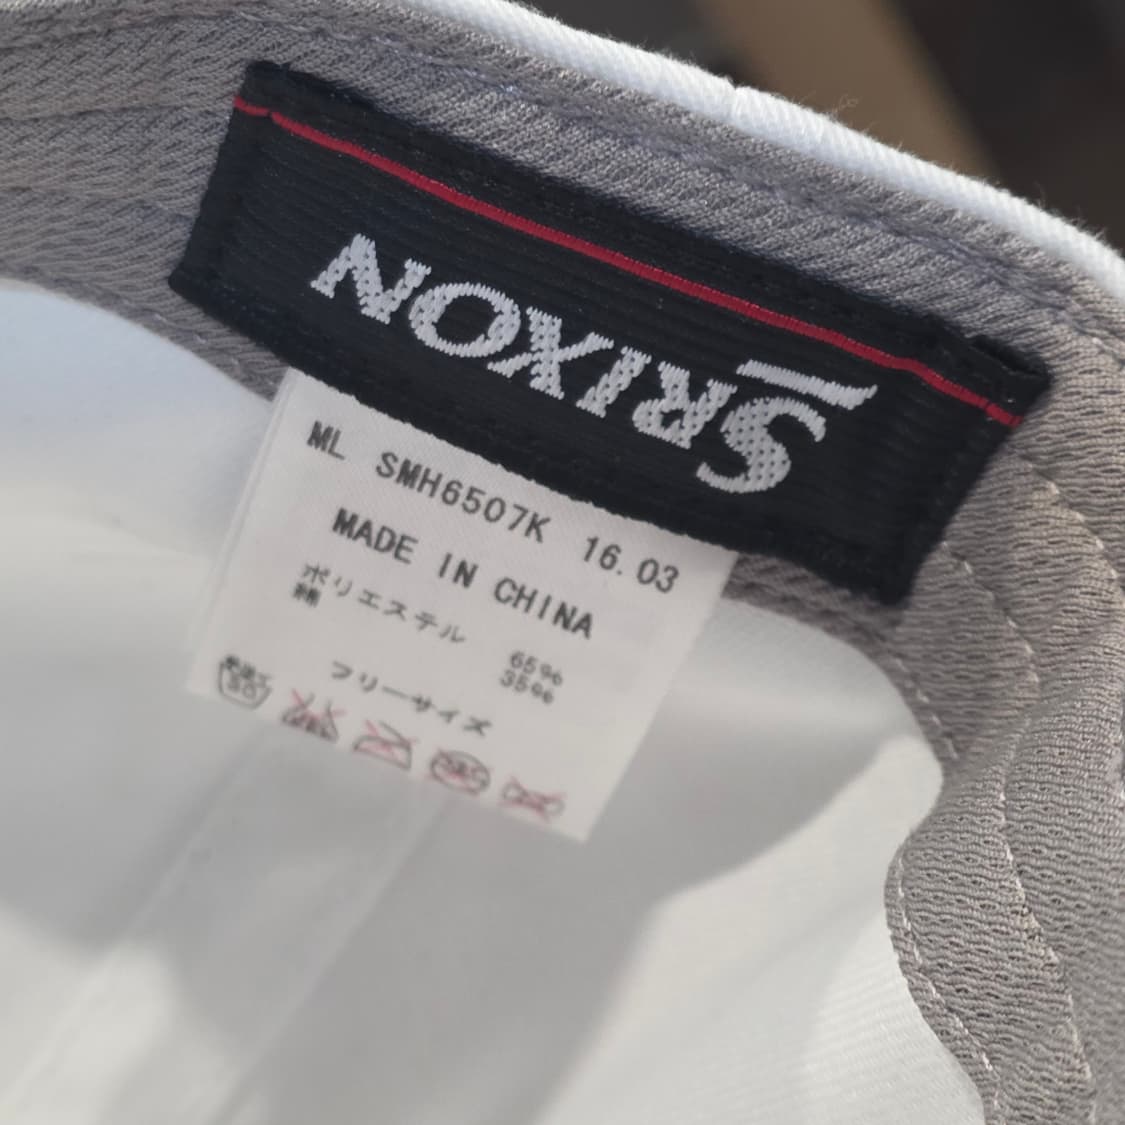 SRIXON
ML SMH6507K 16.03
MADE IN CHINA
ポリエステル 65%
綿 35%
フリーサイズ